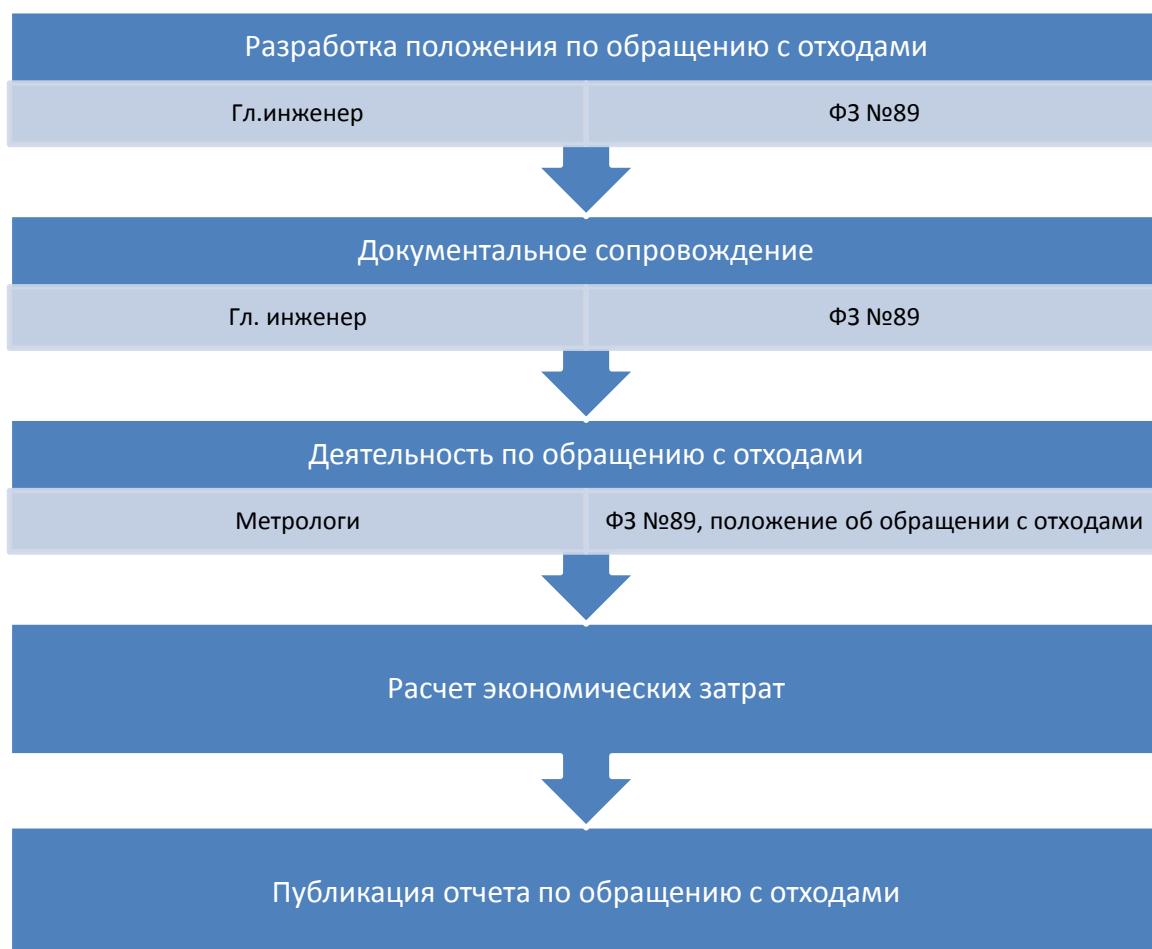 Разработка положения по обращению с отходами
Гл.инженер
ФЗ №89
Документальное сопровождение
Гл. инженер
ФЗ №89
Деятельность по обращению с отходами
Метрологи
ФЗ №89, положение об обращении с отходами
Расчет экономических затрат
Публикация отчета по обращению с отходами